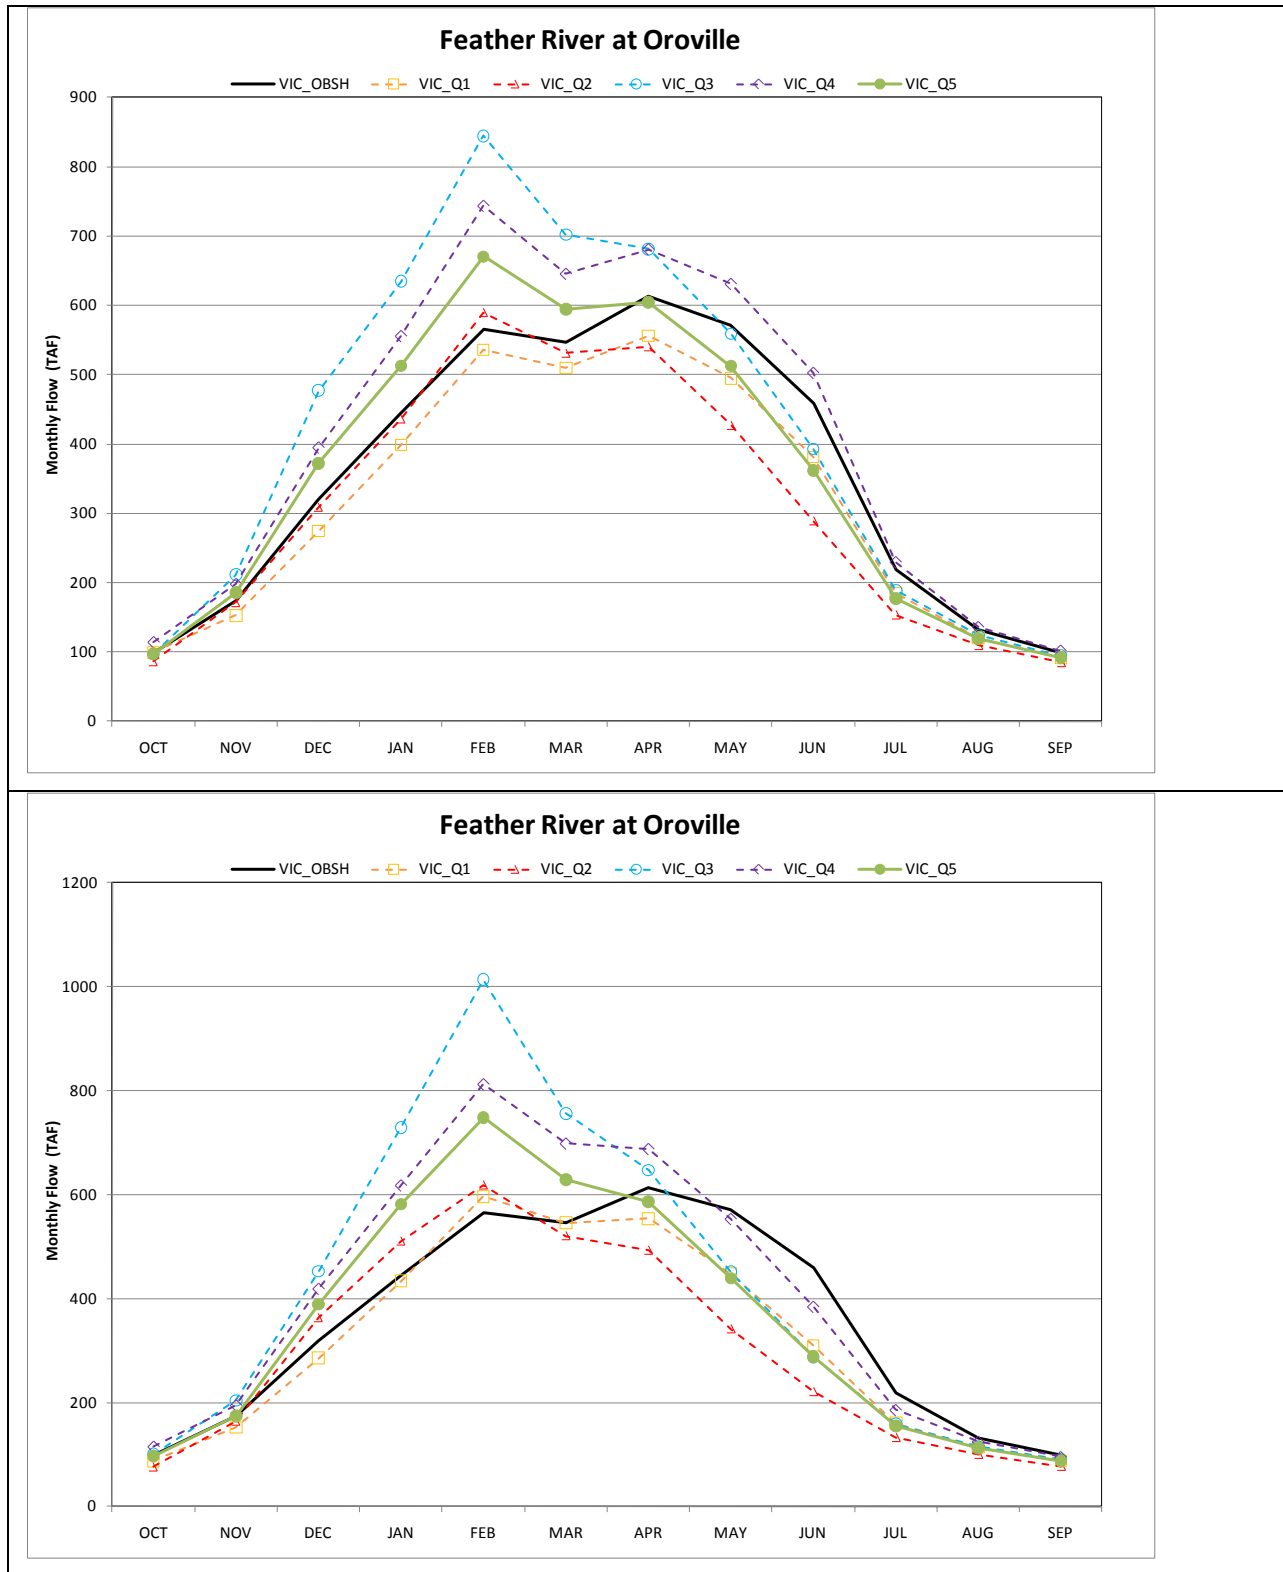 Feather River at Oroville
VIC_OBSH VIC_Q1 VIC_Q2 VIC_Q3 VIC_Q4 VIC_Q5
900
800
700
600
500
400
300
200
100
0
Monthly Flow (TAF)
OCT NOV DEC JAN FEB MAR APR MAY JUN JUL AUG SEP
Feather River at Oroville
VIC_OBSH VIC_Q1 VIC_Q2 VIC_Q3 VIC_Q4 VIC_Q5
1200
1000
800
600
400
200
0
Monthly Flow (TAF)
OCT NOV DEC JAN FEB MAR APR MAY JUN JUL AUG SEP